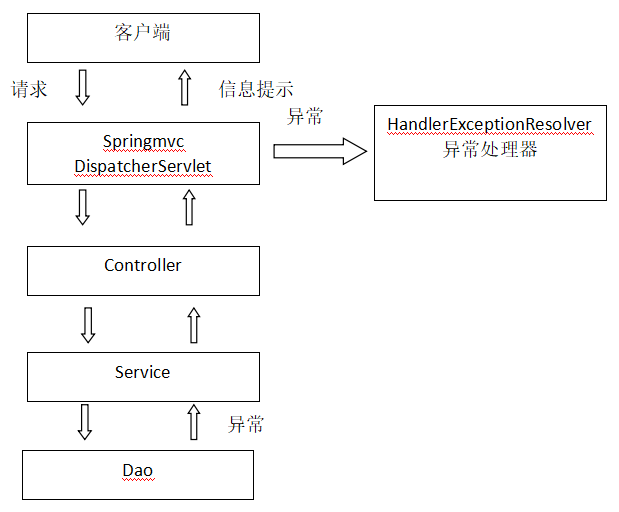 客户端
请求
信息提示
异常
Springmvc
DispatcherServlet
HandlerExceptionResolver
异常处理器
Controller
Service
异常
Dao